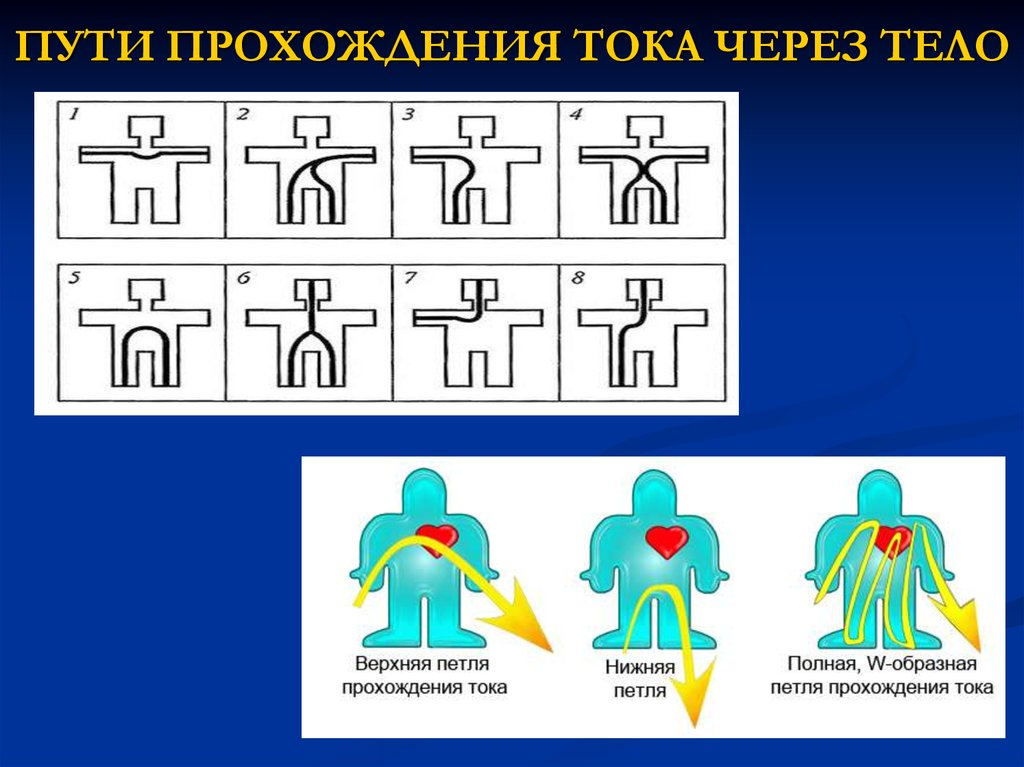 ПУТИ ПРОХОЖДЕНИЯ ТОКА ЧЕРЕЗ ТЕЛО
1 2 3 4
5 6 7 8
Верхняя петля
прохождения тока
Нижняя
петля
Полная, W-образная
петля прохождения тока